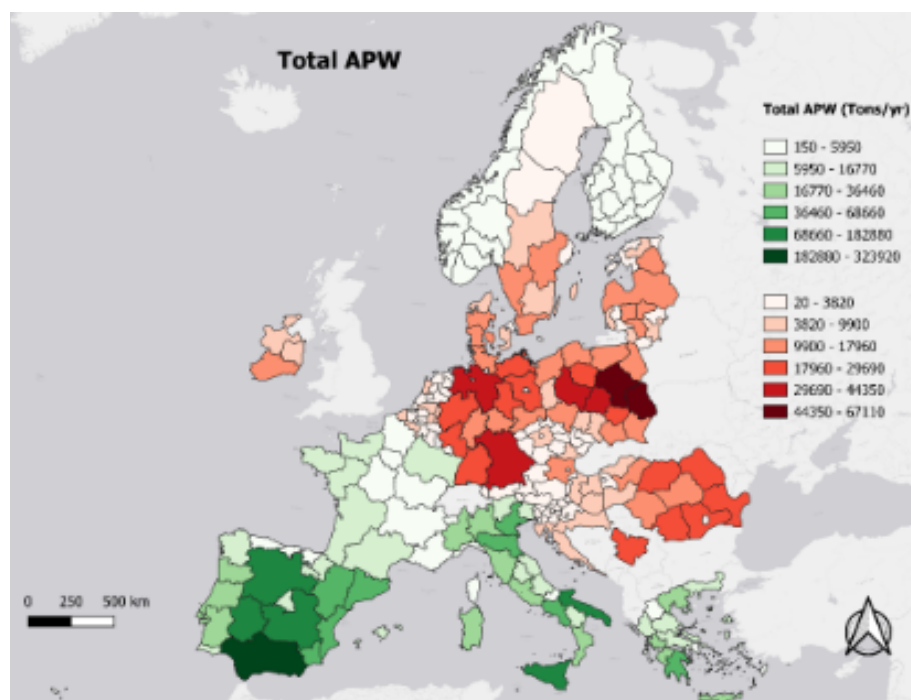 Total APW
Total APW (Tons/yr)
150 - 5950
5950 - 16770
16770 - 36460
36460 - 68660
68660 - 182880
182880 - 323920
20 - 3820
3820 - 9900
9900 - 17960
17960 - 29690
29690 - 44350
44350 - 67110
0 250 500 km